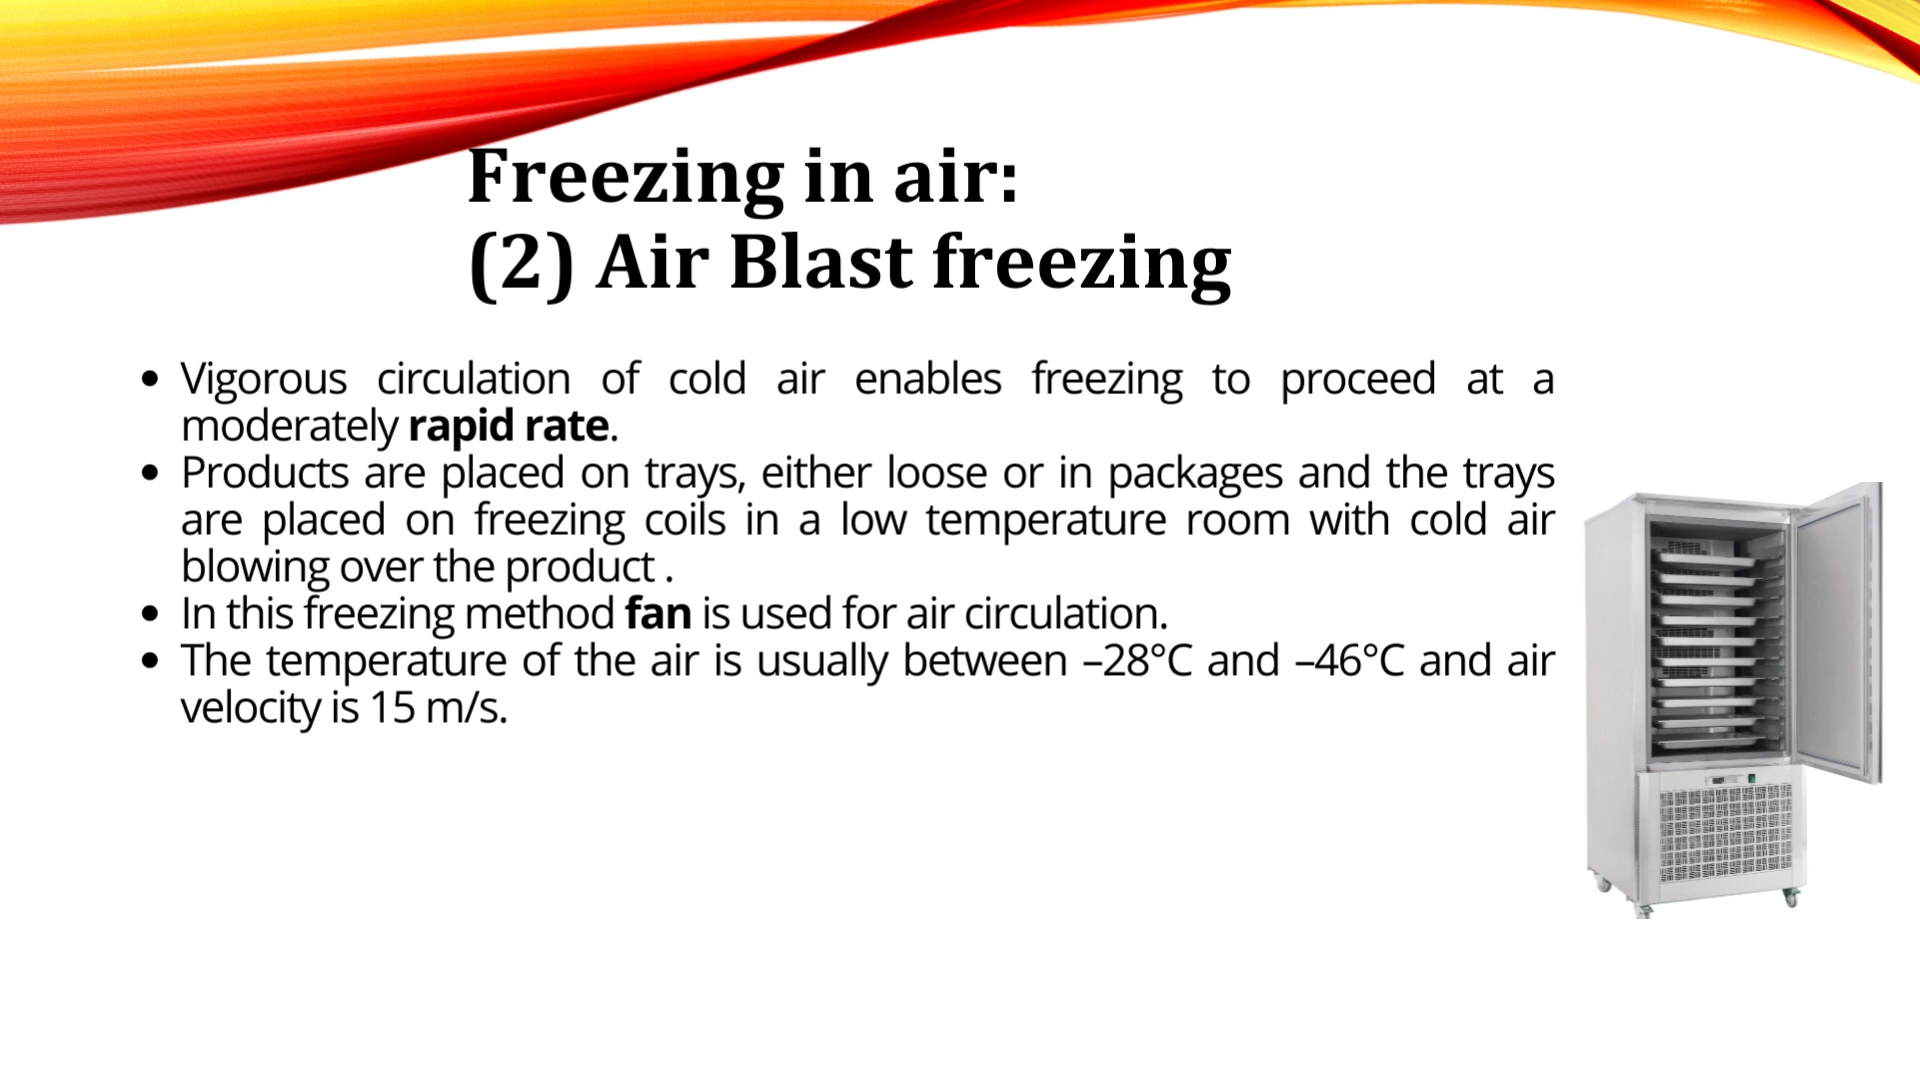 Freezing in air:
(2) Air Blast freezing
• Vigorous circulation of cold air enables freezing to proceed at a
moderately rapid rate.
• Products are placed on trays, either loose or in packages and the trays
are placed on freezing coils in a low temperature room with cold air
blowing over the product .
• In this freezing method fan is used for air circulation.
• The temperature of the air is usually between –28°C and –46°C and air
velocity is 15 m/s.